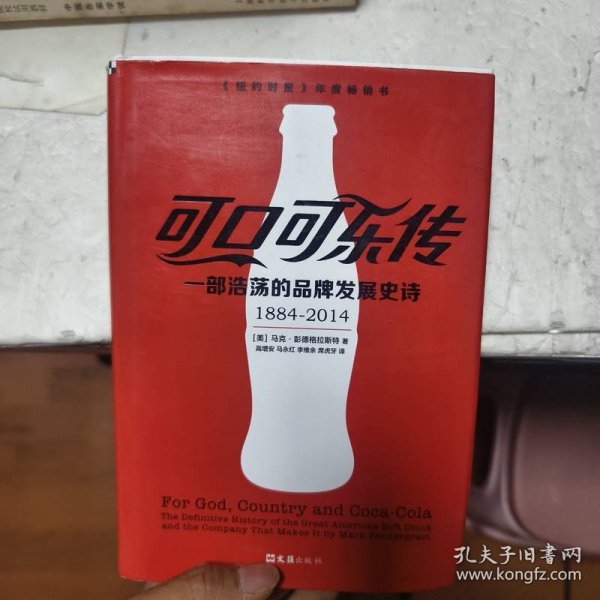 《纽约时报》年度畅销书
可口可乐传
一部浩荡的品牌发展史诗
1884-2014
[美] 马克·彭德格拉斯特 著
高增安 马永红 李维余 席虎牙 译
For God, Country and Coca-Cola
The Definitive History of the Great American Soft Drink
and the Company That Makes It by Mark Pendergrast
文匯出版社
孔夫子旧书网
www.kongfz.com